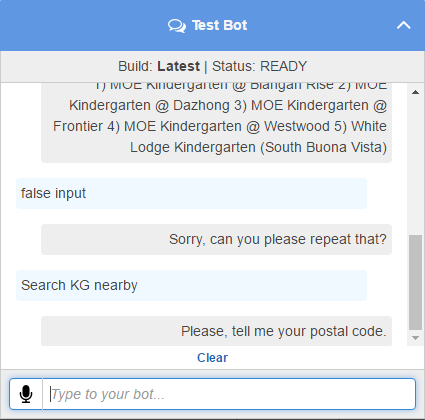 Test Bot
Build: Latest | Status: READY
1) MOE Kindergarten @ Blangah Rise 2) MOE
Kindergarten @ Dazhong 3) MOE Kindergarten @
Frontier 4) MOE Kindergarten @ Westwood 5) White
Lodge Kindergarten (South Buona Vista)
false input
Sorry, can you please repeat that?
Search KG nearby
Please, tell me your postal code.
Clear
Type to your bot...